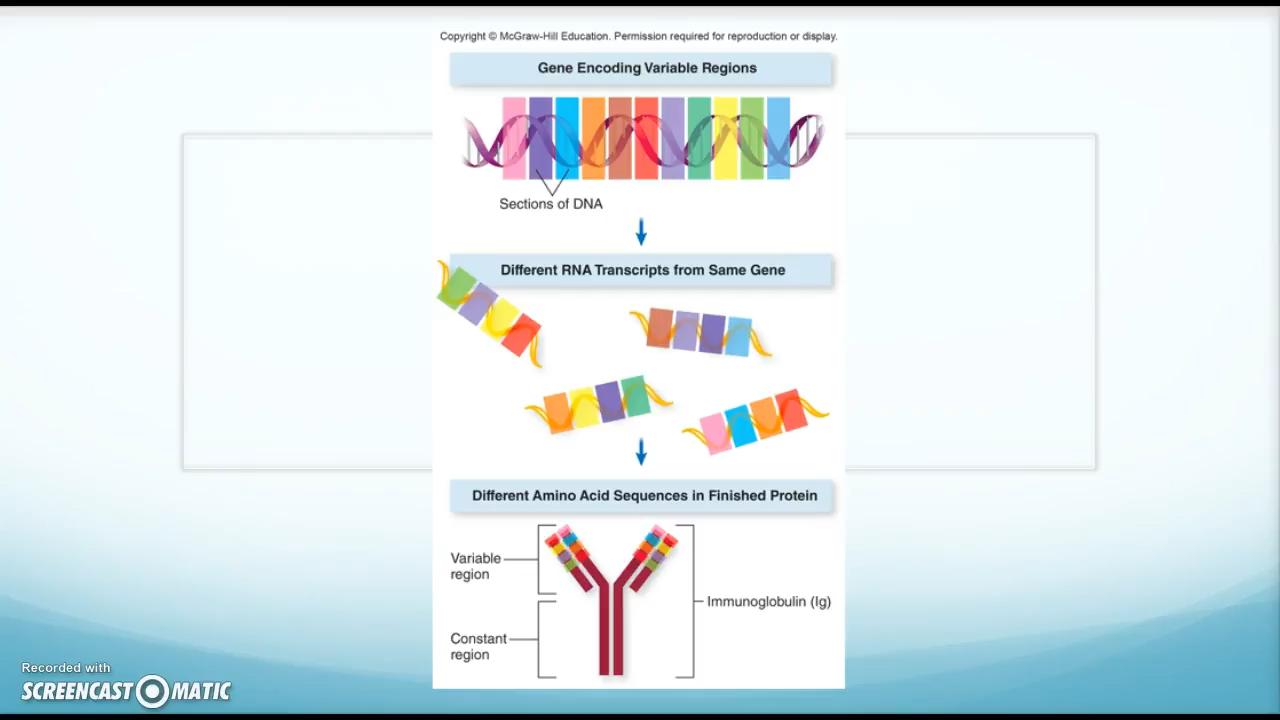 Copyright © McGraw-Hill Education. Permission required for reproduction or display.
Gene Encoding Variable Regions
Sections of DNA
Different RNA Transcripts from Same Gene
Different Amino Acid Sequences in Finished Protein
Variable
region
Immunoglobulin (Ig)
Constant
region
Recorded with
SCREENCAST MATIC